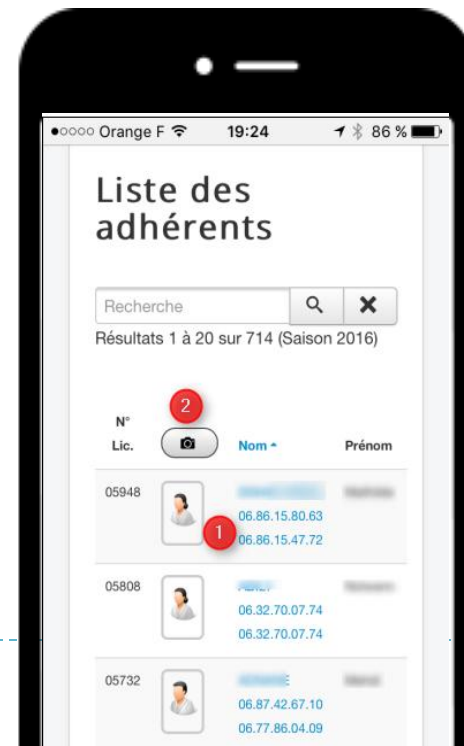 Orange F 19:24 86 %
Liste des
adhérents
Recherche
Résultats 1 à 20 sur 714 (Saison 2016)
2
N°
Lic. Nom Prénom
05948
06.86.15.80.63
1
06.86.15.47.72
05808
06.32.70.07.74
06.32.70.07.74
05732
06.87.42.67.10
06.77.86.04.09